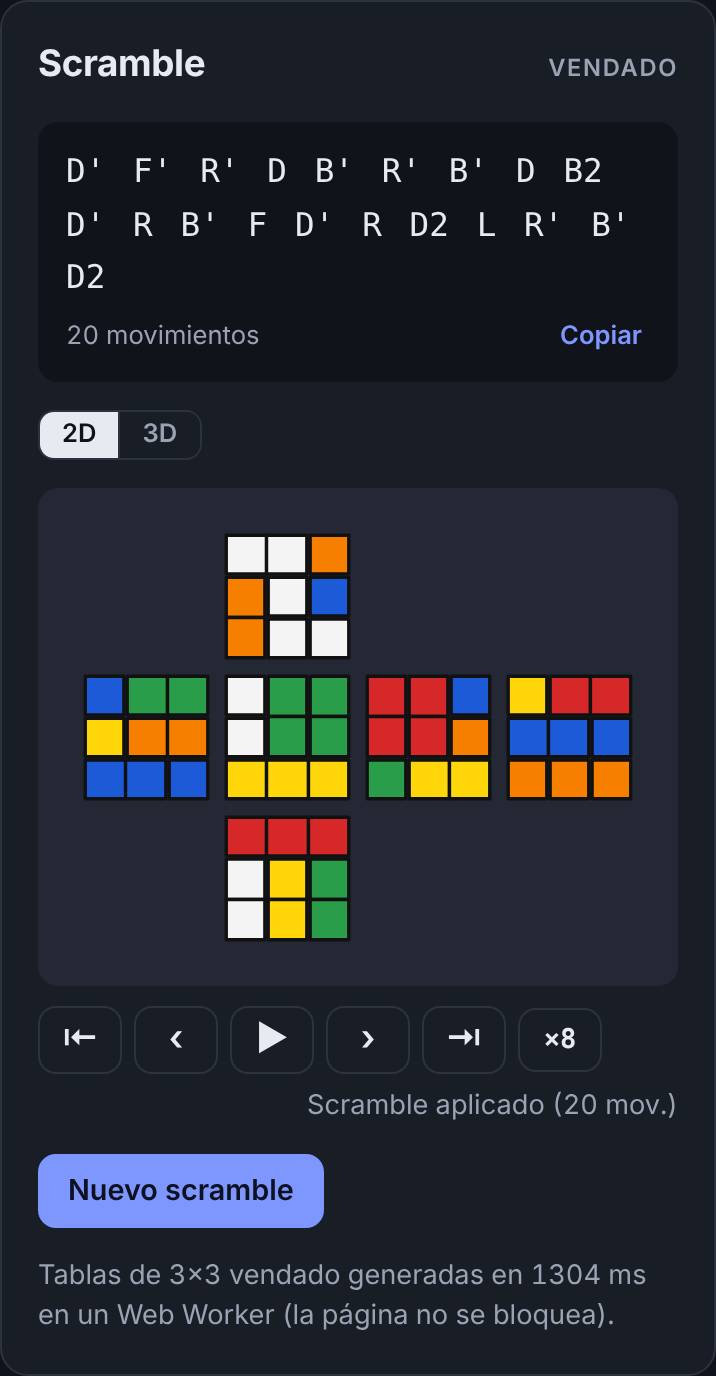 Scramble
VENDADO
D' F' R' D B' R' B' D B2
D' R B' F D' R D2 L R' B'
D2
20 movimientos
Copiar
2D 3D
×8
Scramble aplicado (20 mov.)
Nuevo scramble
Tablas de 3×3 vendado generadas en 1304 ms
en un Web Worker (la página no se bloquea).